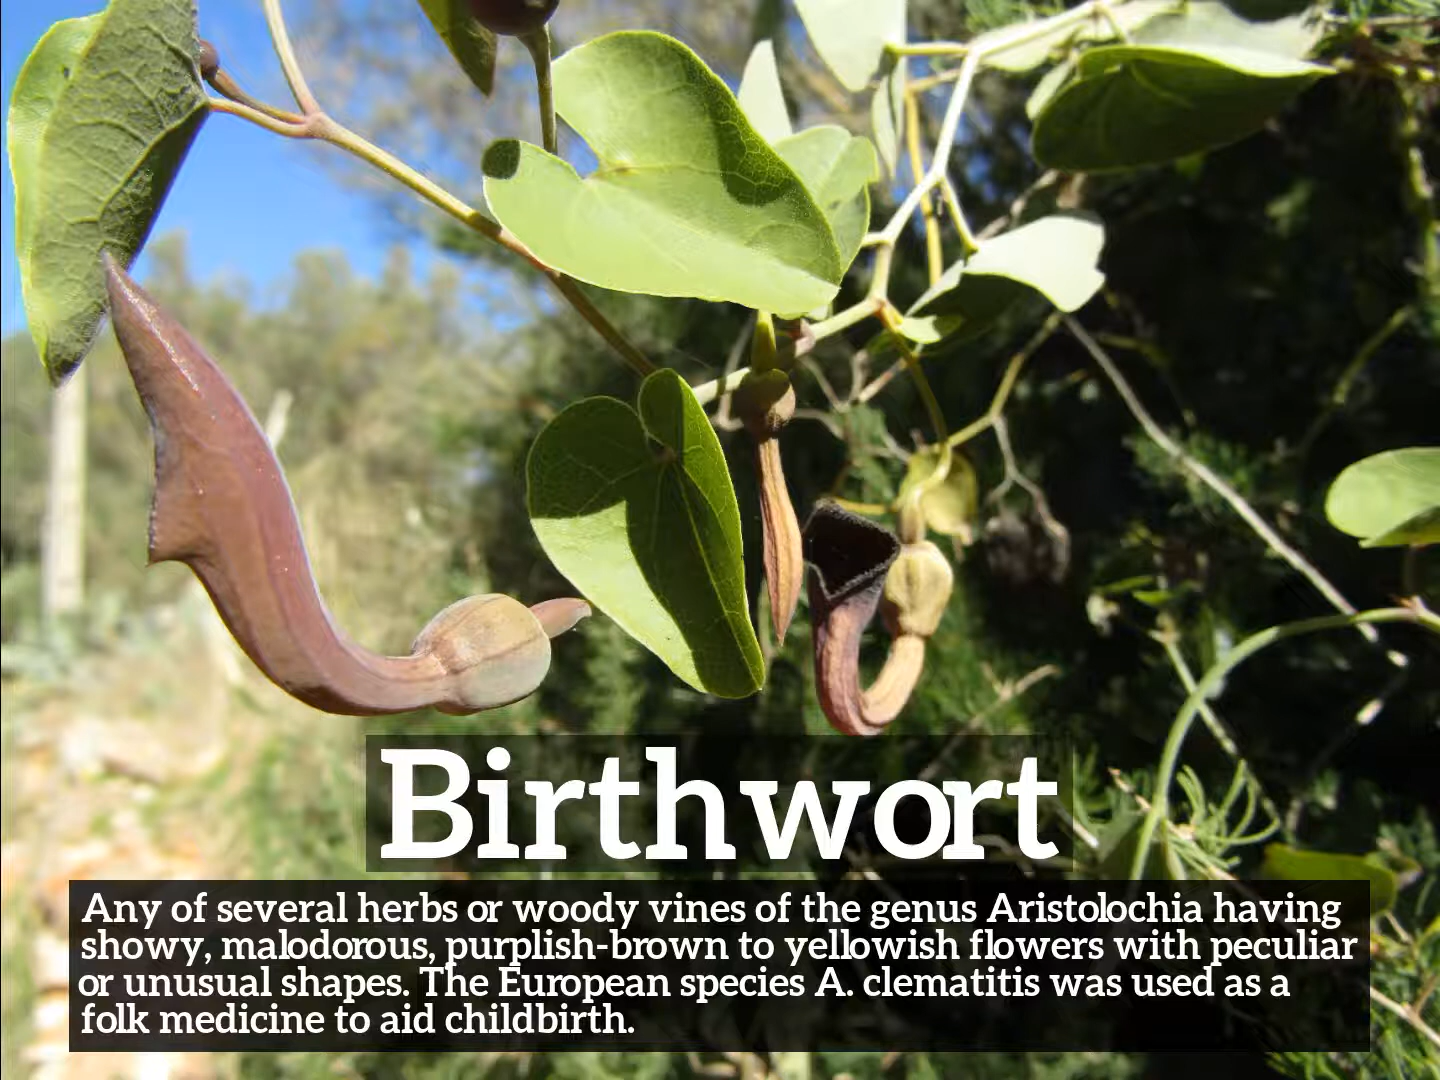 Birthwort
Any of several herbs or woody vines of the genus Aristolochia having
showy, malodorous, purplish-brown to yellowish flowers with peculiar
or unusual shapes. The European species A. clematitis was used as a
folk medicine to aid childbirth.